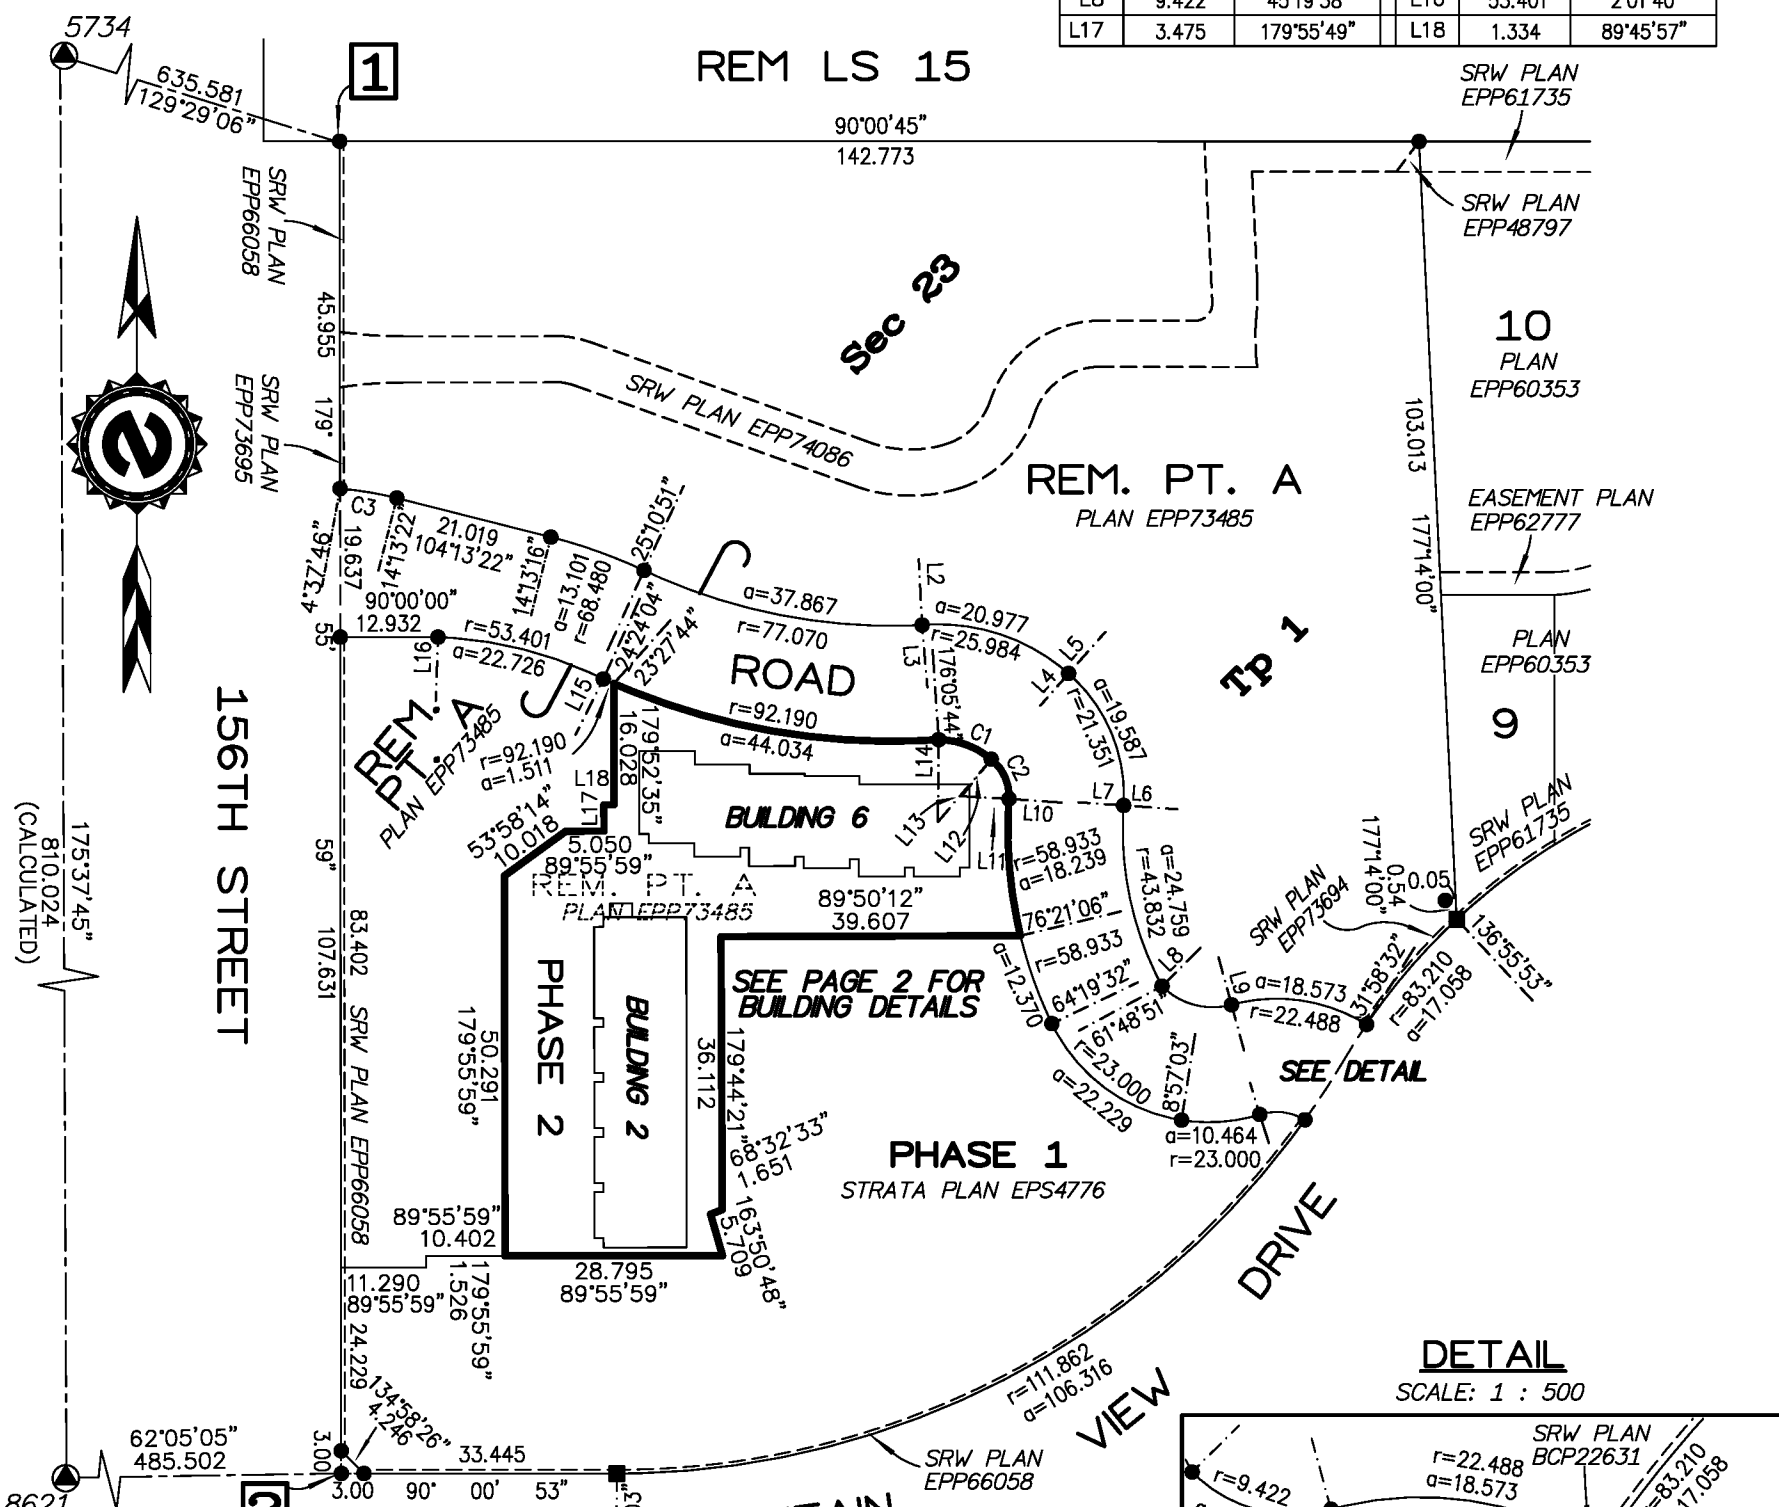 L8 9.422 45°19'38" L16 53.401 2°01'40"
L17 3.475 179°55'49" L18 1.334 89°45'57"
5734
635.581
129°29'06"
1
REM LS 15
90°00'45"
142.773
SRW PLAN
EPP61735
SRW PLAN
EPP48797
SRW PLAN
EPP66058
45.955
179°
SRW PLAN
EPP73695
Sec 23
SRW PLAN EPP74086
10
PLAN
EPP60353
103.013
177°14'00"
REM. PT. A
PLAN EPP73485
EASEMENT PLAN
EPP62777
C3
21.019
104°13'22"
14°13'22"
4°37'46"
19.637
14°13'16"
a=13.101
r=68.480
25°10'51"
24°24'04"
23°27'44"
90°00'00"
12.932
55'
r=53.401
a=22.726
L16
L15
a=37.867
r=77.070
L2
L3
a=20.977
r=25.984
L5
L4
176°05'44"
ROAD
Tp 1
PLAN
EPP60353
9
156TH STREET
REM.
PT. A
PLAN EPP73485
r=92.190
a=1.511
r=92.190
a=44.034
16.028
179°52'35"
L18
L17
L14
C1
C2
r=21.351
a=19.587
L7 L6
L10
L13
L12
L11
BUILDING 6
53°58'14"
10.018
5.050
89°55'59"
REM. PT. A
PLAN EPP73485
89°50'12"
39.607
r=58.933
a=18.239
76°21'06"
a=24.759
r=43.832
SRW PLAN
EPP61735
177°14'00"
0.554
0.05
SRW PLAN
EPP73694
136°55'53"
175°37'45"
810.024
(CALCULATED)
59"
83.402
107.631
SRW PLAN EPP66058
50.291
179°55'59"
PHASE 2
BUILDING 2
SEE PAGE 2 FOR
BUILDING DETAILS
179°44'21"
36.112
r=58.933
a=12.370
64°19'32"
61°48'51"
L8
L9
a=18.573
r=22.488
31°58'32"
r=83.210
a=17.058
r=23.000
a=22.229
8°57'03"
a=10.464
r=23.000
SEE DETAIL
PHASE 1
STRATA PLAN EPS4776
68°32'33"
1.651
163°50'48"
5.709
89°55'59"
10.402
28.795
89°55'59"
11.290
89°55'59"
179°55'59"
1.526
24.229
134°58'26"
4.246
r=111.862
a=106.316
DRIVE
VIEW
DETAIL
SCALE: 1 : 500
62°05'05"
485.502
3.00
33.445
3.00 90° 00' 53"
SRW PLAN
EPP66058
8621
2
SRW PLAN
BCP22631
r=22.488
a=18.573
r=9.422